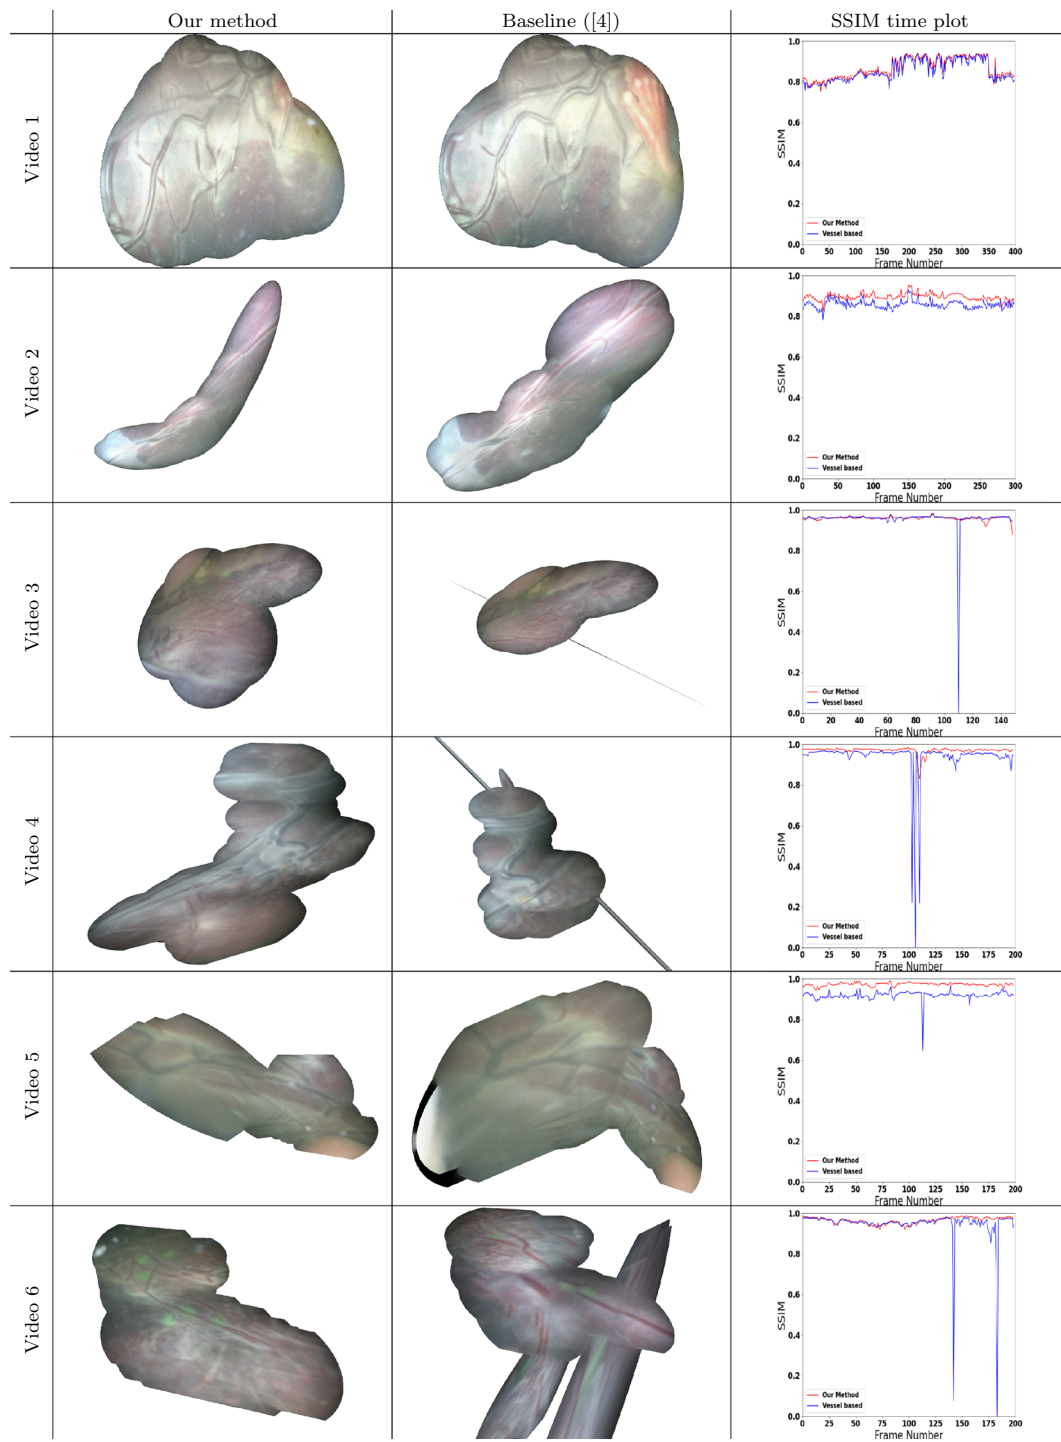 Our method
Baseline ([4])
SSIM time plot
Video 1
1.0
0.8
0.6
0.4
0.2
0.0
SSIM
Our Method
Vessel based
0 50 100 150 200 250 300 350 400
Frame Number
Video 2
1.0
0.8
0.6
0.4
0.2
0.0
SSIM
Our Method
Vessel based
0 50 100 150 200 250 300
Frame Number
Video 3
1.0
0.8
0.6
0.4
0.2
0.0
SSIM
Our Method
Vessel based
0 20 40 60 80 100 120 140
Frame Number
Video 4
1.0
0.8
0.6
0.4
0.2
0.0
SSIM
Our Method
Vessel based
0 25 50 75 100 125 150 175 200
Frame Number
Video 5
1.0
0.8
0.6
0.4
0.2
0.0
SSIM
Our Method
Vessel based
0 25 50 75 100 125 150 175 200
Frame Number
Video 6
1.0
0.8
0.6
0.4
0.2
0.0
SSIM
Our Method
Vessel based
0 25 50 75 100 125 150 175 200
Frame Number